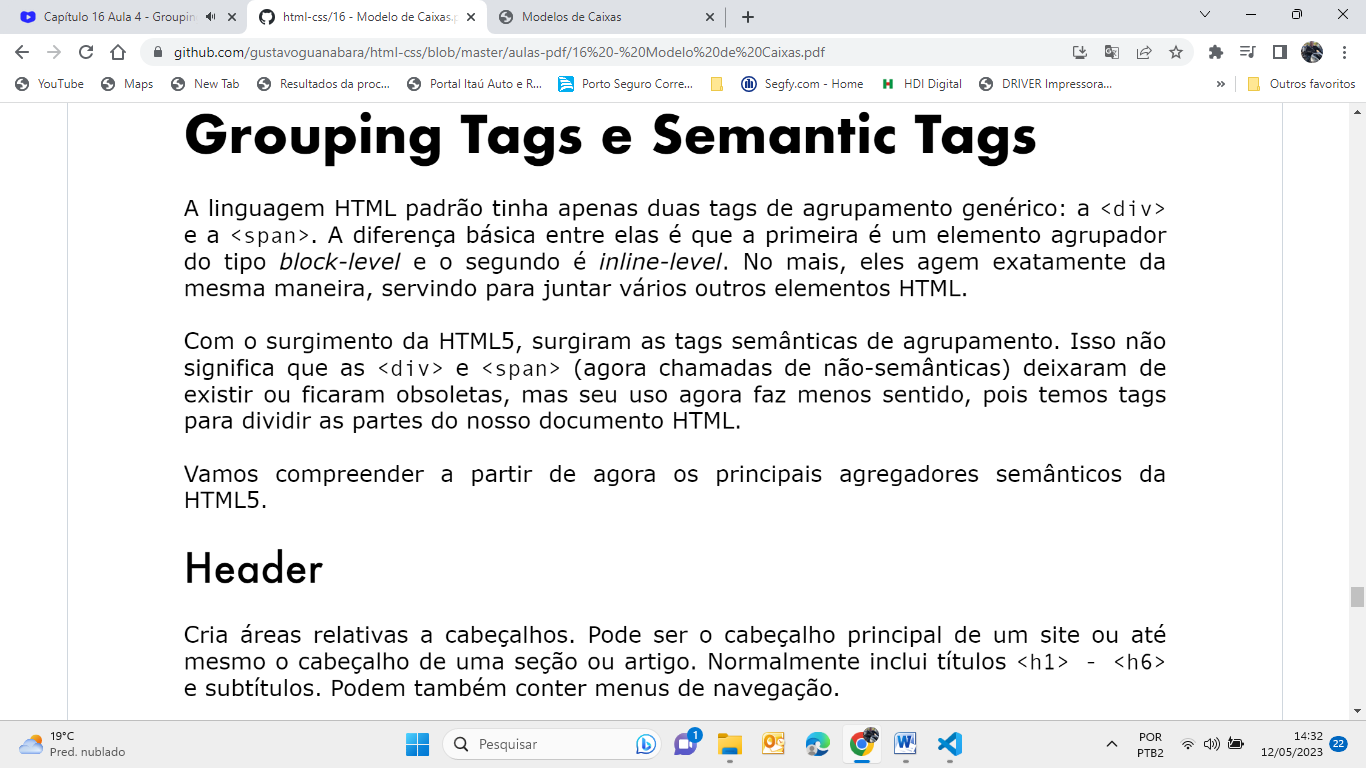 Capítulo 16 Aula 4 - Groupin
html-css/16 - Modelo de Caixas.p
Modelos de Caixas
github.com/gustavoguanabara/html-css/blob/master/aulas-pdf/16%20-%20Modelo%20de%20Caixas.pdf
YouTube
Maps
New Tab
Resultados da proc...
Portal Itaú Auto e R...
Porto Seguro Corre...
Segfy.com - Home
HDI Digital
DRIVER Impressora...
»
Outros favoritos
Grouping Tags e Semantic Tags
A linguagem HTML padrão tinha apenas duas tags de agrupamento genérico: a <div>
e a <span>. A diferença básica entre elas é que a primeira é um elemento agrupador
do tipo block-level e o segundo é inline-level. No mais, eles agem exatamente da
mesma maneira, servindo para juntar vários outros elementos HTML.
Com o surgimento da HTML5, surgiram as tags semânticas de agrupamento. Isso não
significa que as <div> e <span> (agora chamadas de não-semânticas) deixaram de
existir ou ficaram obsoletas, mas seu uso agora faz menos sentido, pois temos tags
para dividir as partes do nosso documento HTML.
Vamos compreender a partir de agora os principais agregadores semânticos da
HTML5.
Header
Cria áreas relativas a cabeçalhos. Pode ser o cabeçalho principal de um site ou até
mesmo o cabeçalho de uma seção ou artigo. Normalmente inclui títulos <h1> - <h6>
e subtítulos. Podem também conter menus de navegação.
19°C
Pred. nublado
Pesquisar
1
POR
PTB2
14:32
12/05/2023
22